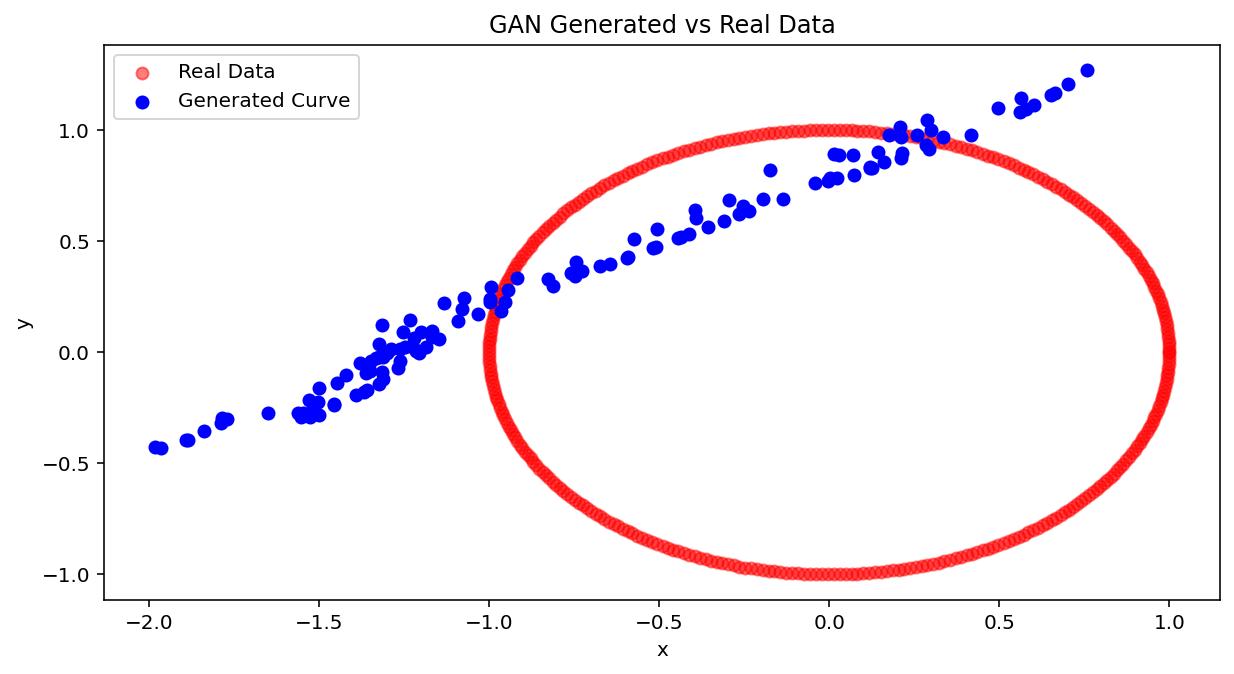 GAN Generated vs Real Data
Real Data
Generated Curve
y
1.0
0.5
0.0
−0.5
−1.0
−2.0 −1.5 −1.0 −0.5 0.0 0.5 1.0
x